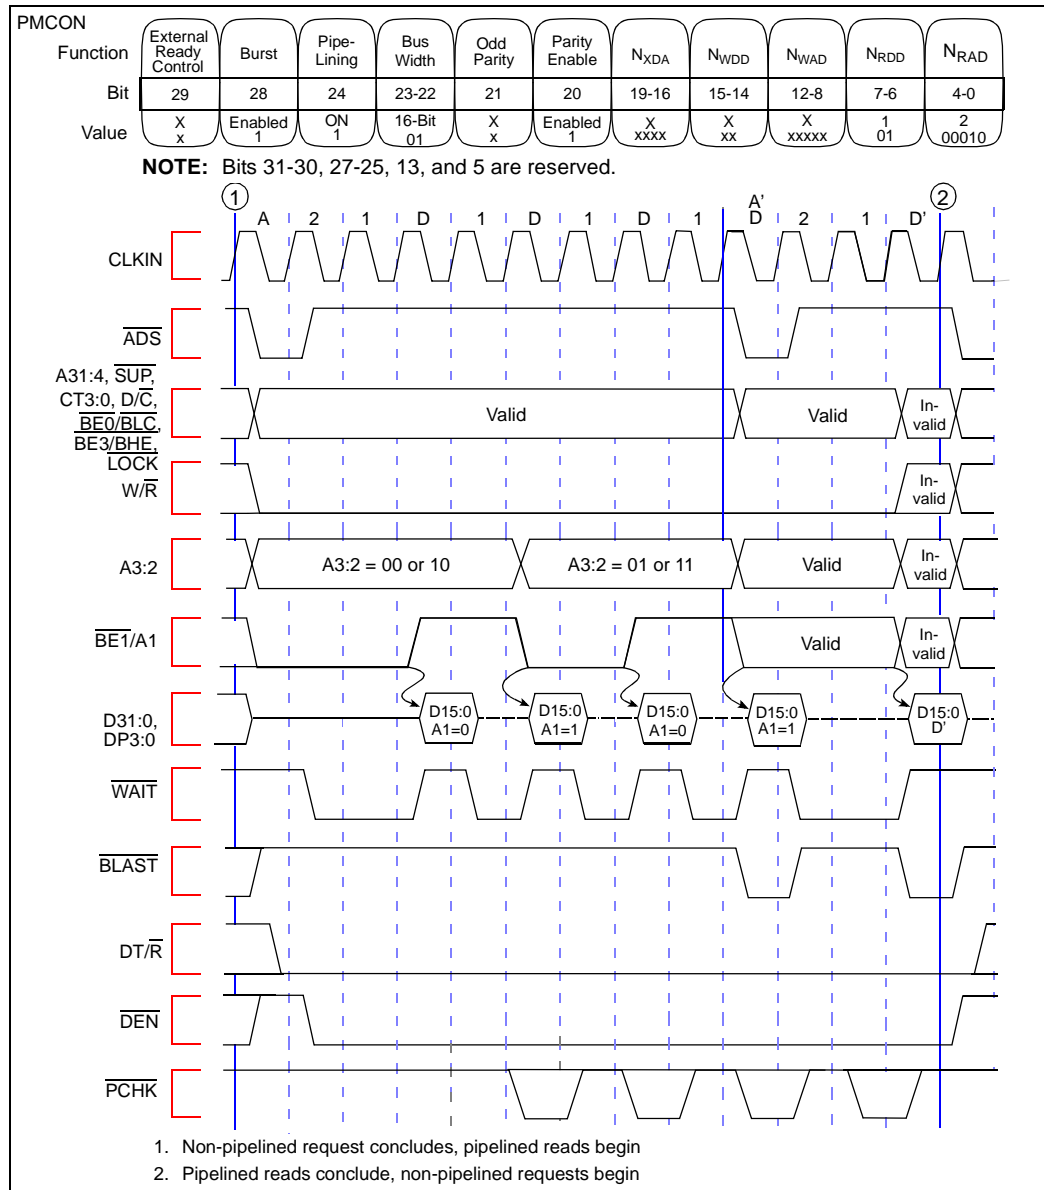 PMCON
Function
External Ready Control
Burst
Pipe-Lining
Bus Width
Odd Parity
Parity Enable
NXDA
NWDD
NWAD
NRDD
NRAD
Bit
29
28
24
23-22
21
20
19-16
15-14
12-8
7-6
4-0
Value
X
x
Enabled
1
ON
1
16-Bit
01
X
x
Enabled
1
X
xxxx
X
xx
X
xxxxx
1
01
2
00010
NOTE: Bits 31-30, 27-25, 13, and 5 are reserved.
1
2
A'
A 2 1 D 1 D 1 D 1 D 2 1 D'
CLKIN
ADS
A31:4, SUP,
CT3:0, D/C,
BE0/BLC,
BE3/BHE,
LOCK
Valid
Valid
In-
valid
W/R
In-
valid
A3:2
A3:2 = 00 or 10
A3:2 = 01 or 11
Valid
In-
valid
BE1/A1
Valid
In-
valid
D31:0,
DP3:0
D15:0
A1=0
D15:0
A1=1
D15:0
A1=0
D15:0
A1=1
D15:0
D'
WAIT
BLAST
DT/R
DEN
PCHK
1. Non-pipelined request concludes, pipelined reads begin
2. Pipelined reads conclude, non-pipelined requests begin